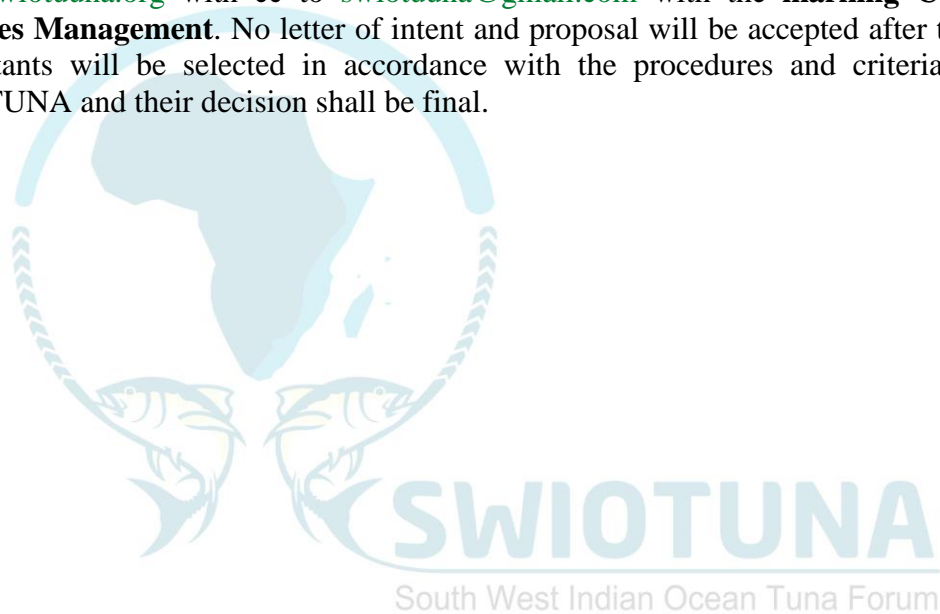 wiotuna.org with cc to swiotuna@gmail.com with the
es Management. No letter of intent and proposal will be accepted after t
tants will be selected in accordance with the procedures and criteria
TUNA and their decision shall be final.
SWIOTUNA
South West Indian Ocean Tuna Forum